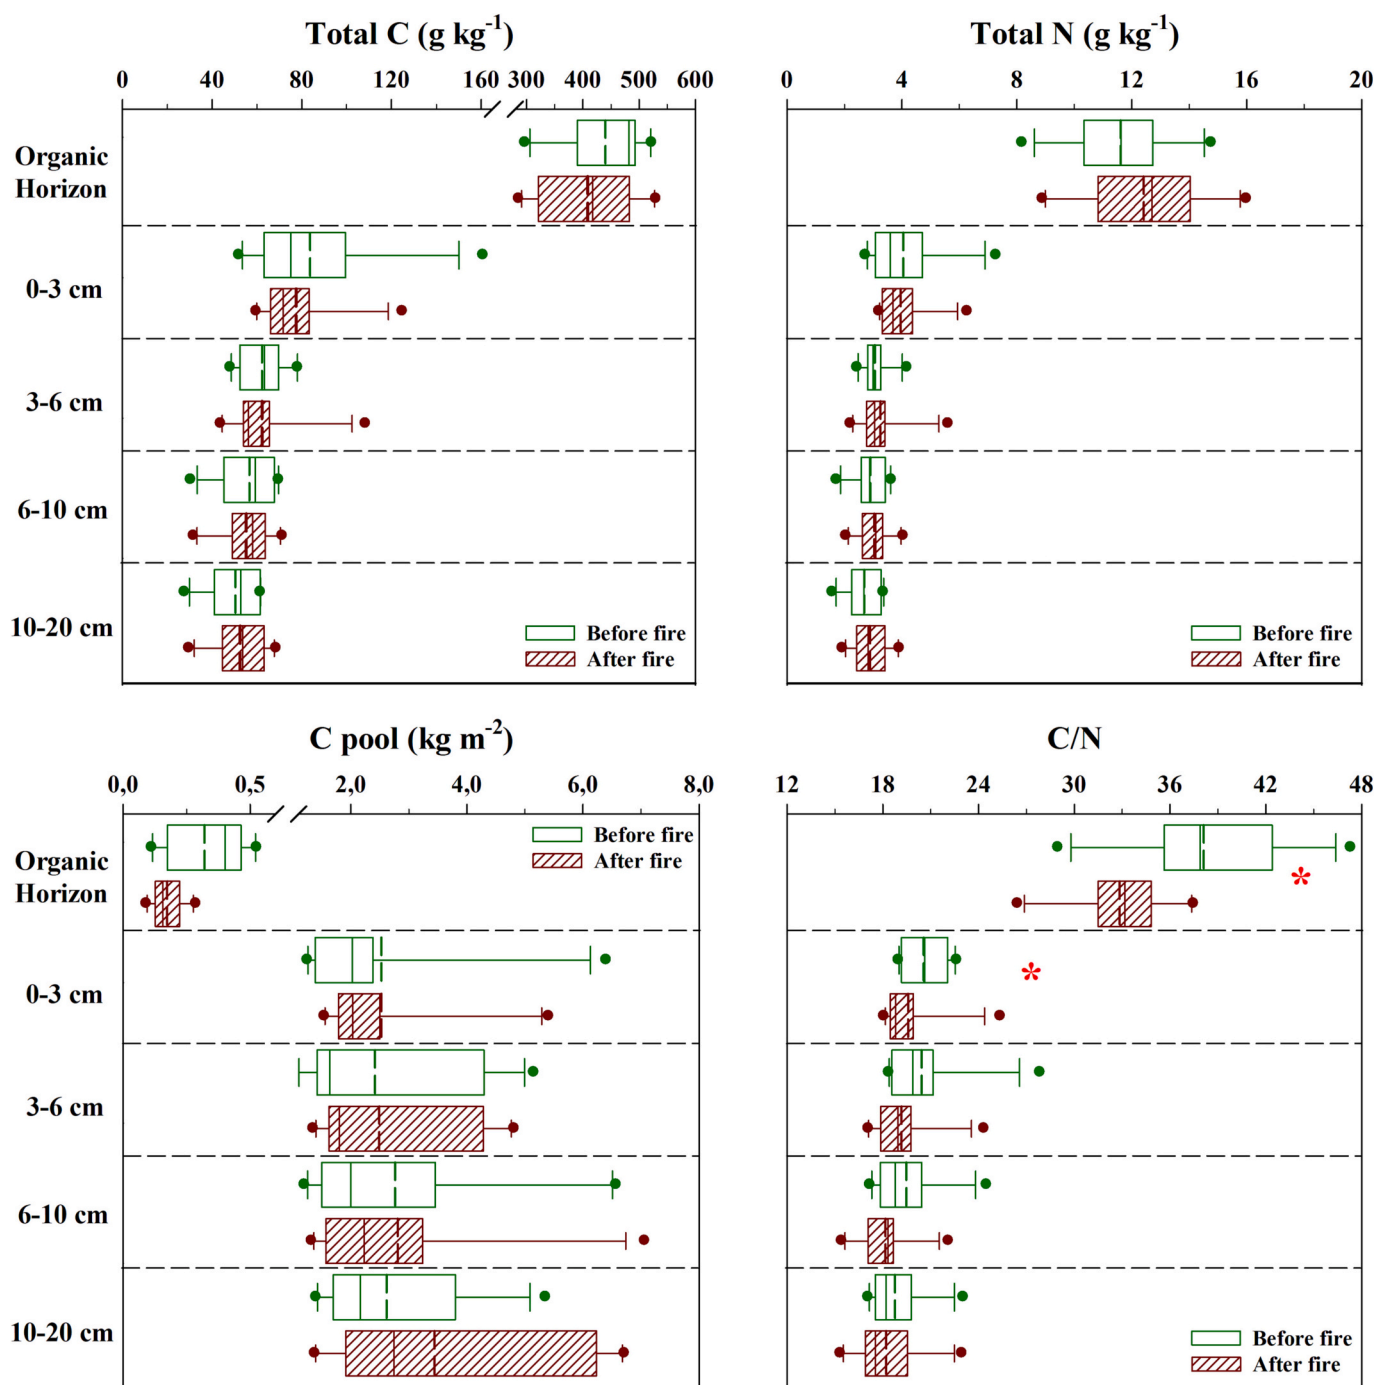 Total C (g kg⁻¹)
0 40 80 120 160 300 400 500 600
Organic
Horizon
0-3 cm
3-6 cm
6-10 cm
10-20 cm
Before fire
After fire
Total N (g kg⁻¹)
0 4 8 12 16 20
Before fire
After fire
C pool (kg m⁻²)
0,0 0,5 2,0 4,0 6,0 8,0
Before fire
After fire
Organic
Horizon
0-3 cm
3-6 cm
6-10 cm
10-20 cm
C/N
12 18 24 30 36 42 48
*
*
Before fire
After fire